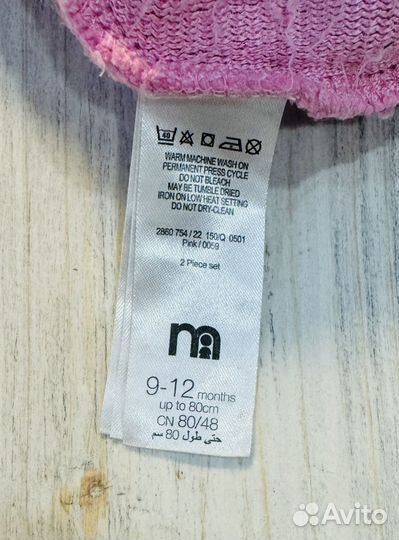 40
WARM MACHINE WASH ON
PERMANENT PRESS CYCLE
DO NOT BLEACH
MAY BE TUMBLE DRIED
IRON ON LOW HEAT SETTING
DO NOT DRY-CLEAN
2860 754/22 150/Q 0501
Pink/0059
2 Piece set
m
9-12 months
up to 80cm
CN 80/48
حتى طول 80 سم
Avito